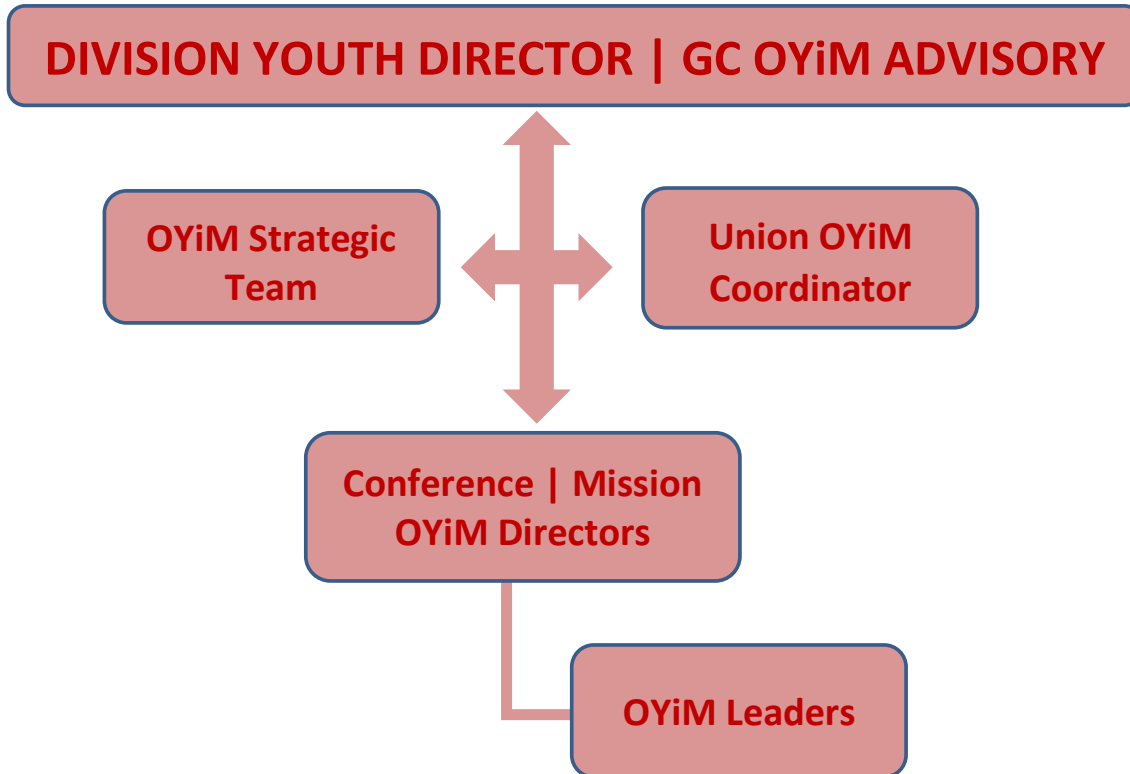 DIVISION YOUTH DIRECTOR | GC OYiM ADVISORY
OYiM Strategic
Team
Union OYiM
Coordinator
Conference | Mission
OYiM Directors
OYiM Leaders